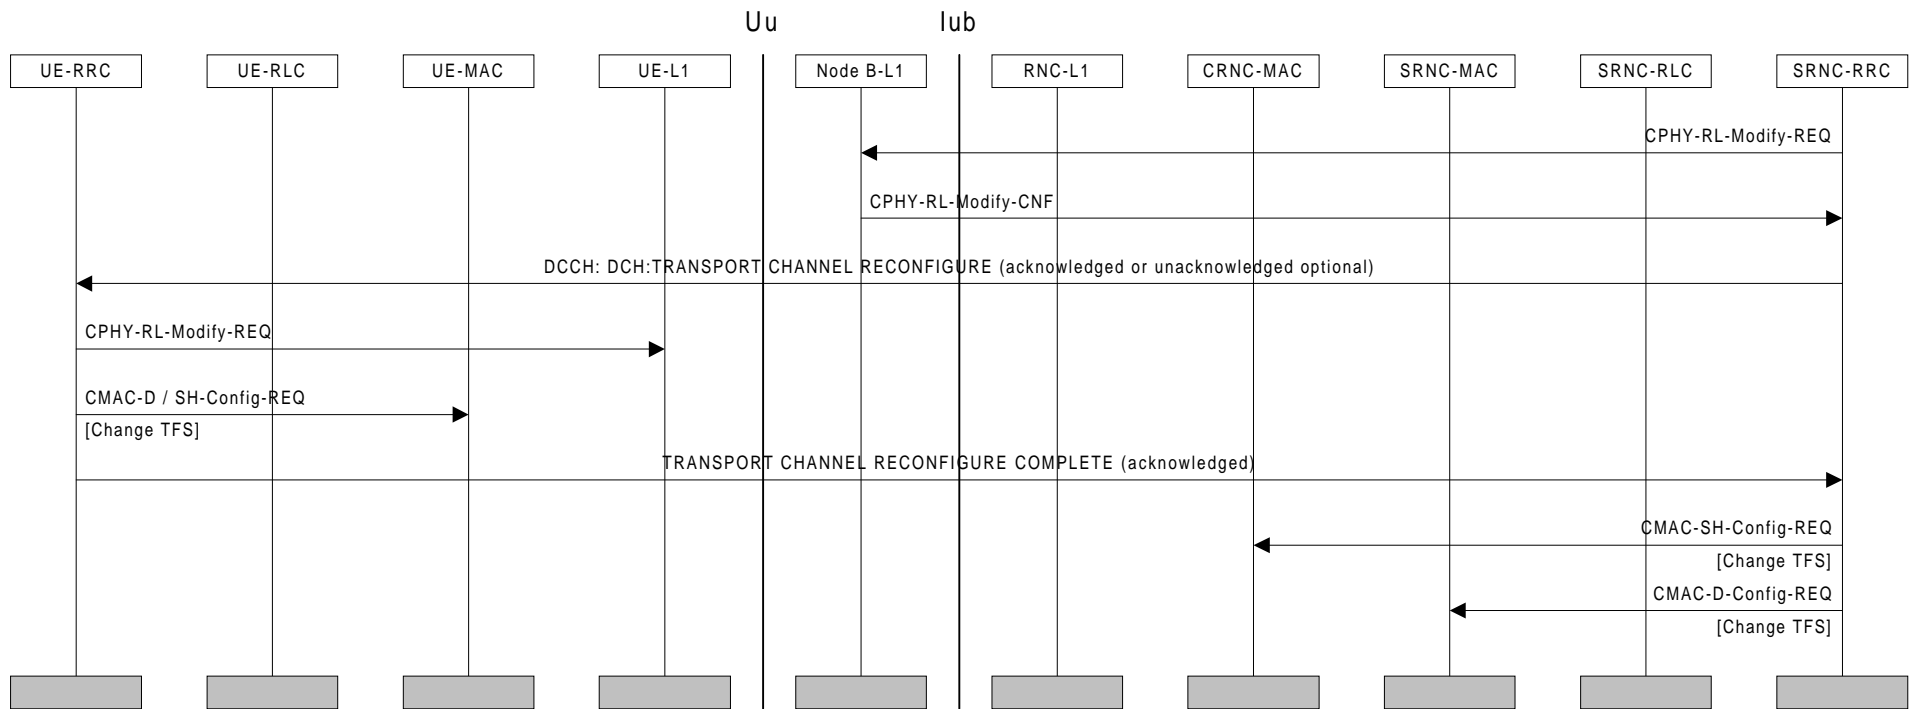 Uu Iub
UE-RRC UE-RLC UE-MAC UE-L1 Node B-L1 RNC-L1 CRNC-MAC SRNC-MAC SRNC-RLC SRNC-RRC
CPHY-RL-Modify-REQ
CPHY-RL-Modify-CNF
DCCH: DCH:TRANSPORT CHANNEL RECONFIGURE (acknowledged or unacknowledged optional)
CPHY-RL-Modify-REQ
CMAC-D / SH-Config-REQ
[Change TFS]
TRANSPORT CHANNEL RECONFIGURE COMPLETE (acknowledged)
CMAC-SH-Config-REQ
[Change TFS]
CMAC-D-Config-REQ
[Change TFS]